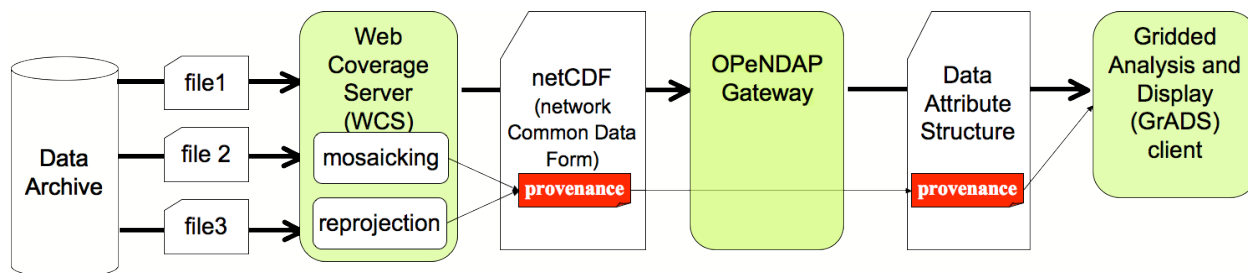 Data
Archive
file1
file 2
file3
Web
Coverage
Server
(WCS)
mosaicking
reprojection
netCDF
(network
Common Data
Form)
provenance
OPeNDAP
Gateway
Data
Attribute
Structure
provenance
Gridded
Analysis and
Display
(GrADS)
client